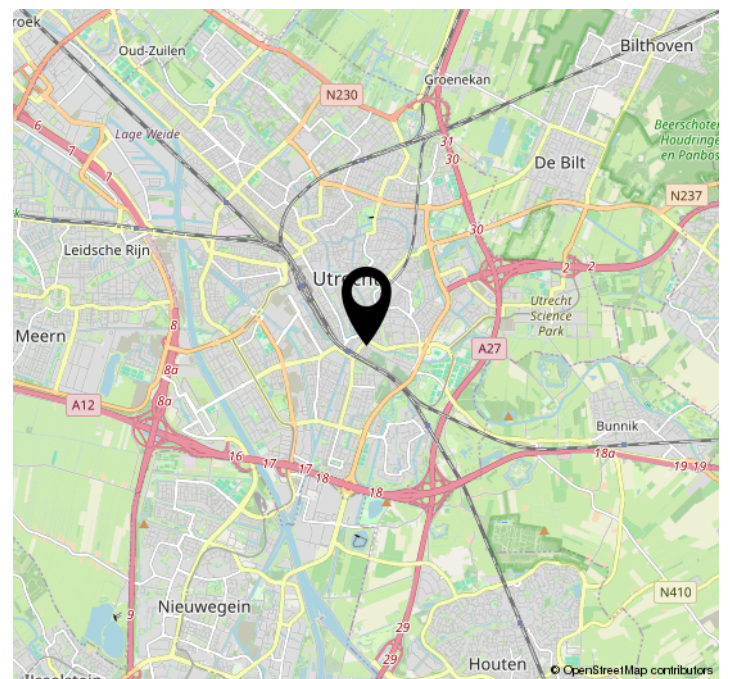 Oud-Zuilen
Bilthoven
Groenekan
N230
6
Lage Weide
7
7
31
30
Beerschoten
Houdringe
en Panbos
De Bilt
N237
30
Leidsche Rijn
Utrecht
2
2
Utrecht
Science
Park
8
Meern
A27
8a
A12
8a
Bunnik
16
17
17
18
18
18a
19
19
N410
Nieuwegein
9
29
29
Houten
© OpenStreetMap contributors